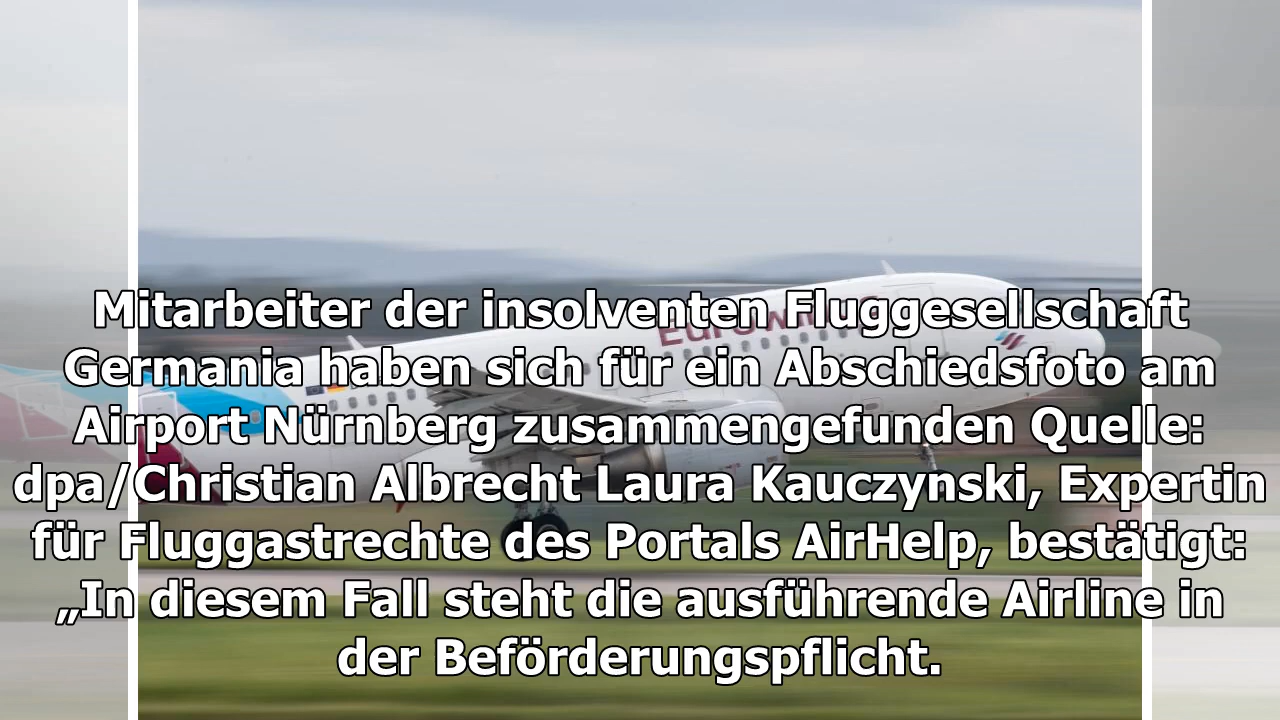 Mitarbeiter der insolventen Fluggesellschaft
Germania haben sich für ein Abschiedsfoto am
Airport Nürnberg zusammengefunden Quelle:
dpa/Christian Albrecht Laura Kauczynski, Expertin
für Fluggastrechte des Portals AirHelp, bestätigt:
„In diesem Fall steht die ausführende Airline in
der Beförderungspflicht.
Eurowings